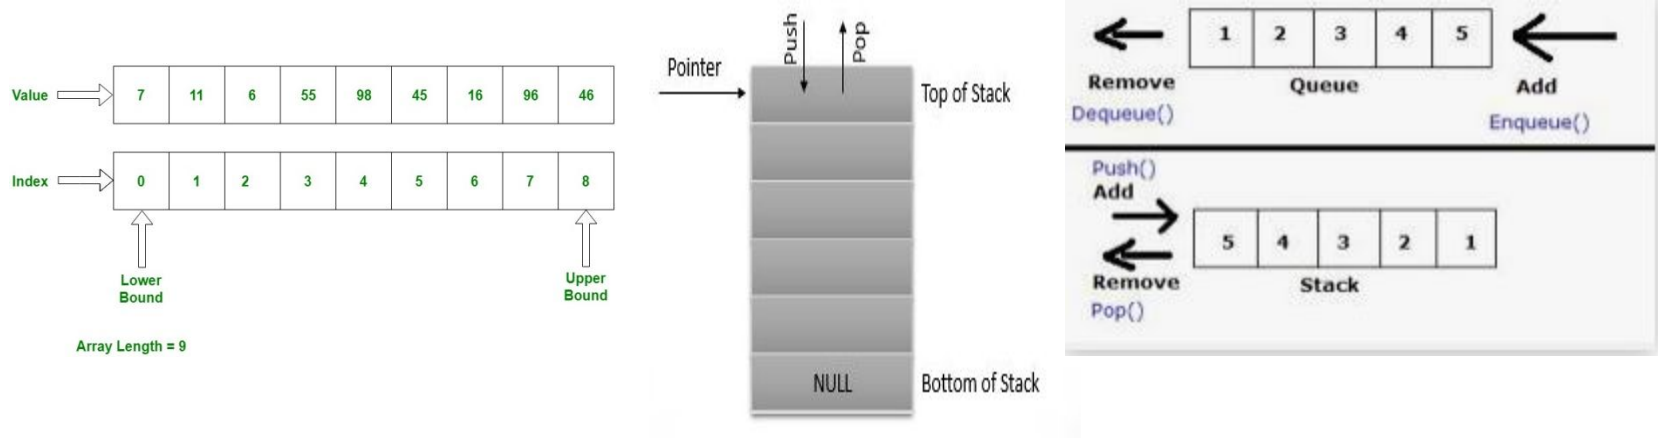 Value 7 11 6 55 98 45 16 96 46
Index 0 1 2 3 4 5 6 7 8
Lower
Bound
Upper
Bound
Array Length = 9
Push
Pop
Pointer
Top of Stack
NULL
Bottom of Stack
1 2 3 4 5
Remove
Queue
Add
Dequeue()
Enqueue()
Push()
Add
5 4 3 2 1
Remove
Stack
Pop()